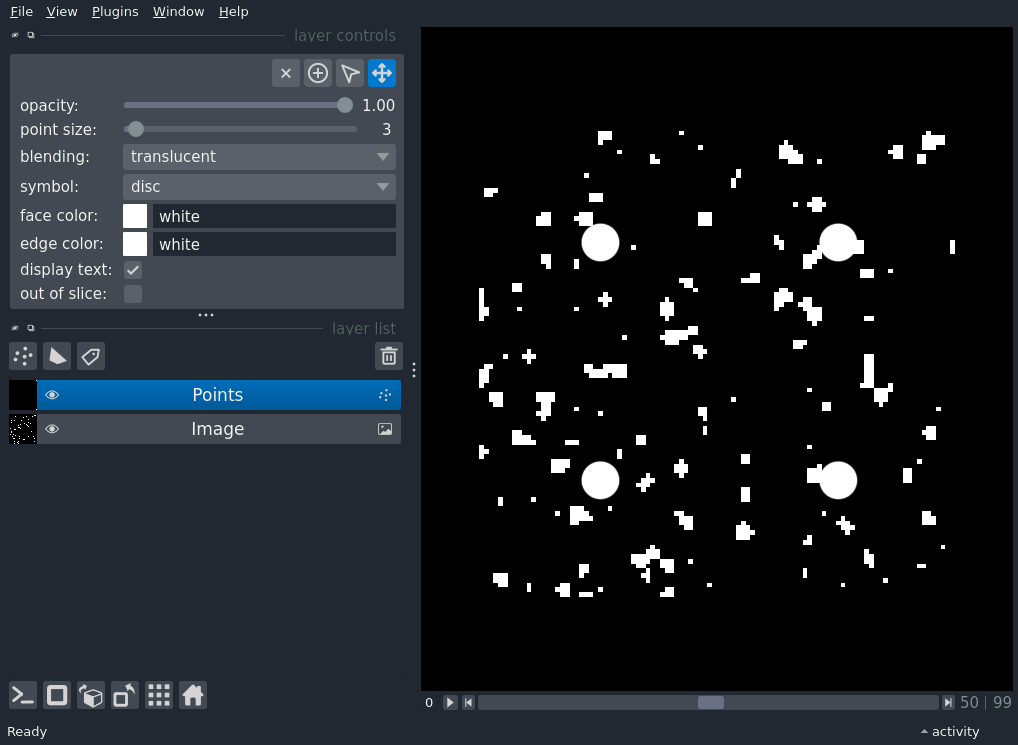 File View Plugins Window Help
layer controls
opacity: 1.00
point size: 3
blending: translucent
symbol: disc
face color: white
edge color: white
display text:
out of slice:
layer list
Points
Image
0 50 | 99
Ready activity